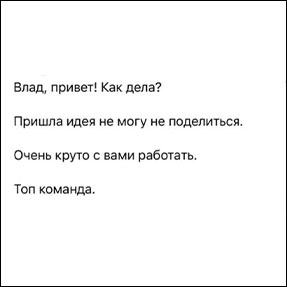 Влад, привет! Как дела?
Пришла идея не могу не поделиться.
Очень круто с вами работать.
Топ команда.